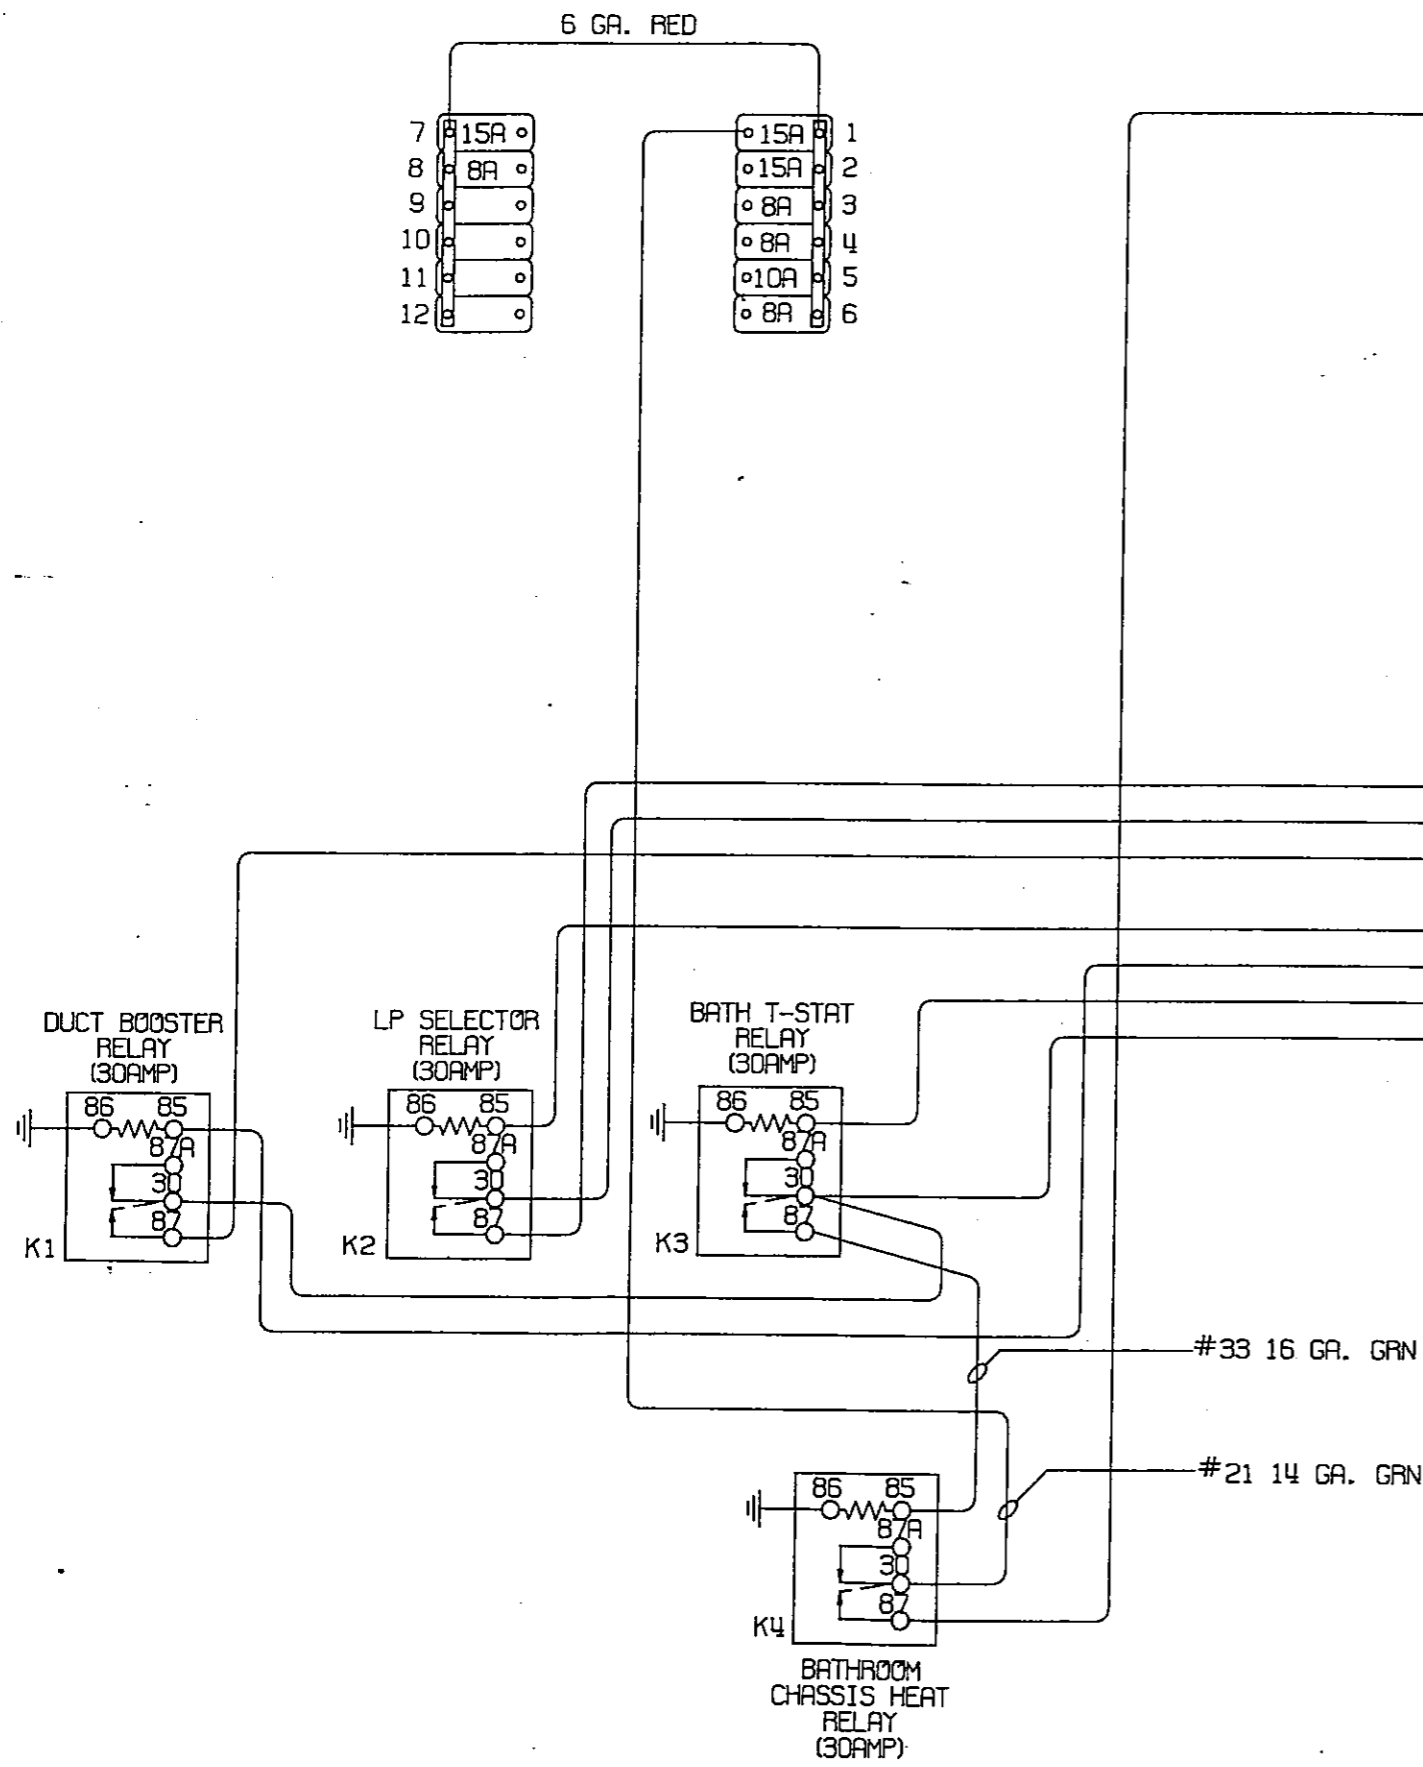 6 GA. RED
7 15A
8 8A
9
10
11
12
15A 1
15A 2
8A 3
8A 4
10A 5
8A 6
DUCT BOOSTER
RELAY
(30AMP)
86 85
87A
30
87
K1
LP SELECTOR
RELAY
(30AMP)
86 85
87A
30
87
K2
BATH T-STAT
RELAY
(30AMP)
86 85
87A
30
87
K3
#33 16 GA. GRN
#21 14 GA. GRN
86 85
87A
30
87
K4
BATHROOM
CHASSIS HEAT
RELAY
(30AMP)